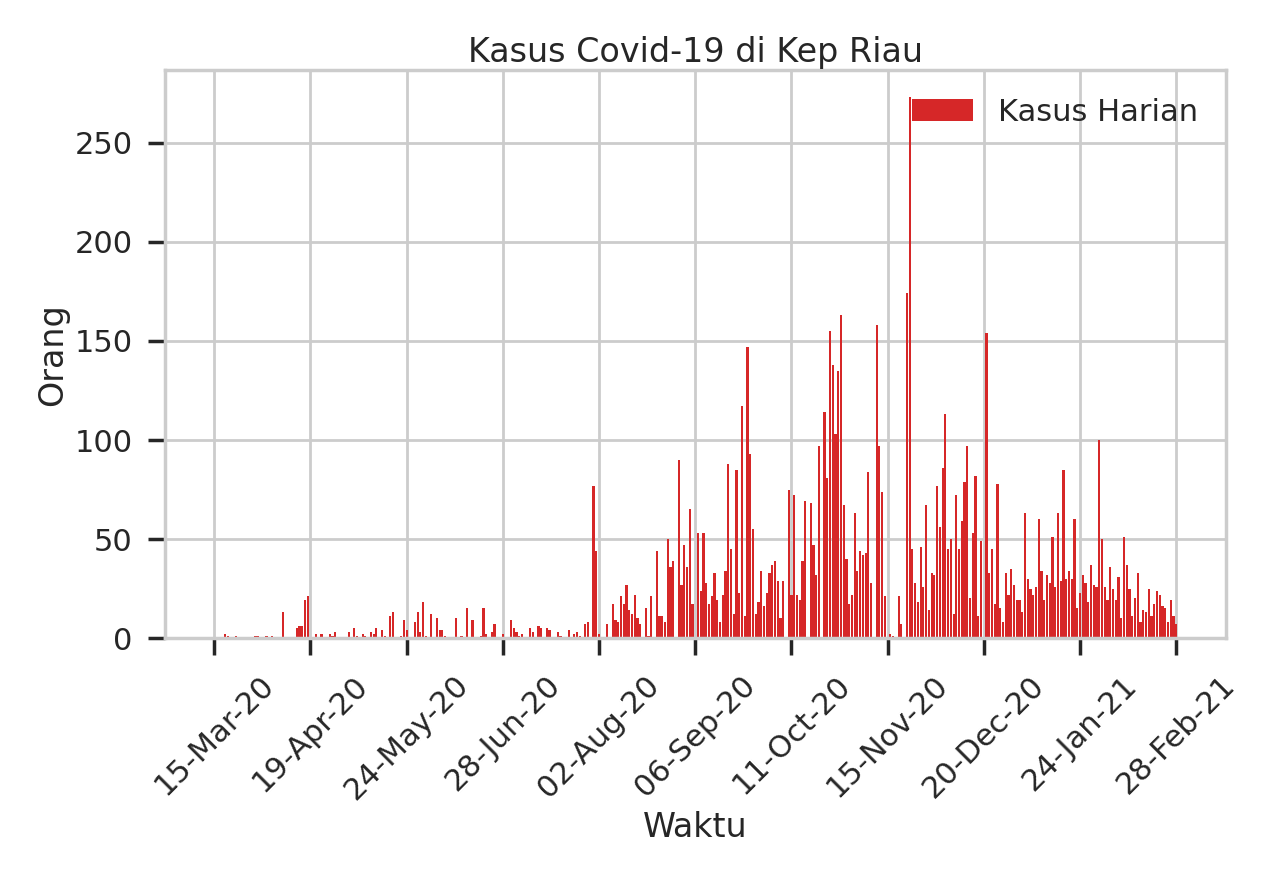 Kasus Covid-19 di Kep Riau
Kasus Harian
Orang
250
200
150
100
50
0
15-Mar-20
19-Apr-20
24-May-20
28-Jun-20
02-Aug-20
06-Sep-20
11-Oct-20
15-Nov-20
20-Dec-20
24-Jan-21
28-Feb-21
Waktu